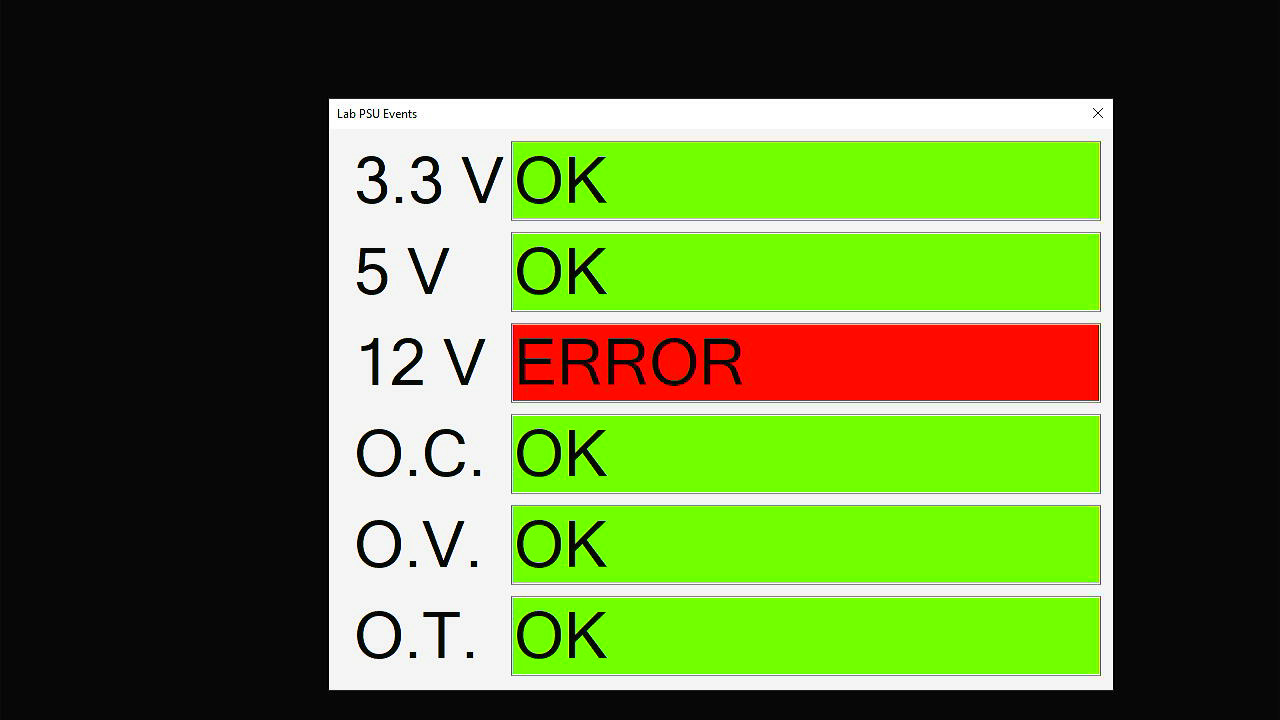 Lab PSU Events
3.3 V OK
5 V OK
12 V ERROR
O.C. OK
O.V. OK
O.T. OK